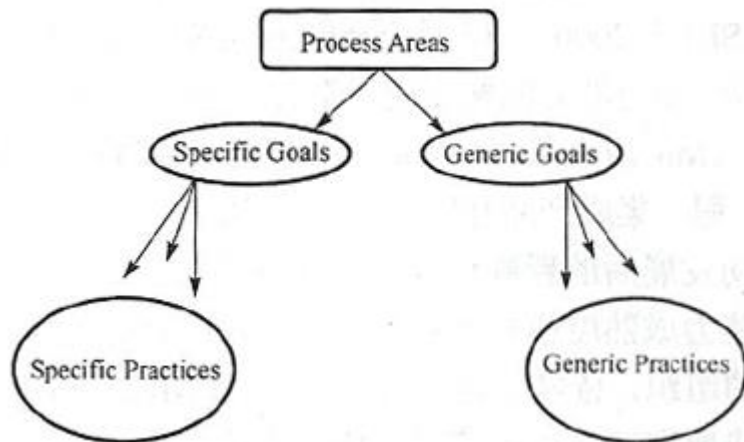 Process Areas
Specific Goals
Generic Goals
Specific Practices
Generic Practices